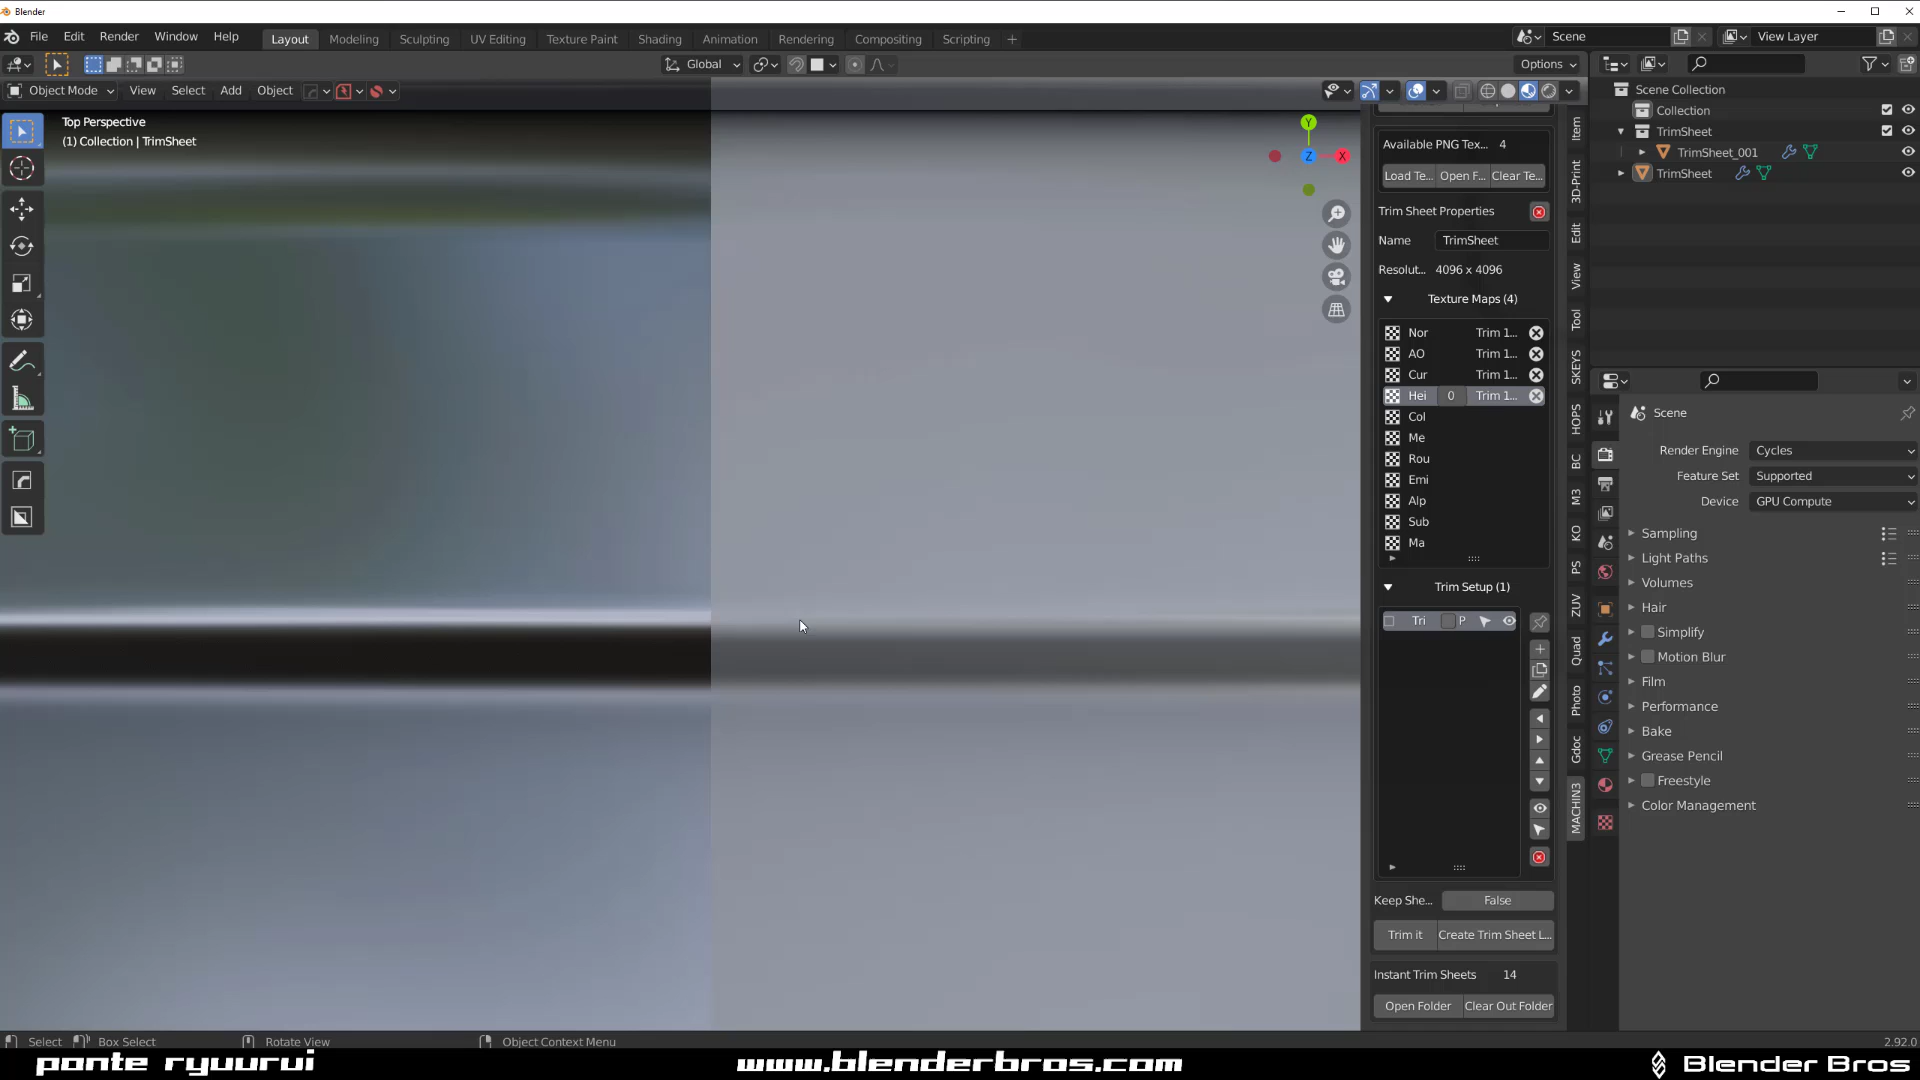 Blender
File Edit Render Window Help
Layout Modeling Sculpting UV Editing Texture Paint Shading Animation Rendering Compositing Scripting
Scene
View Layer
Global
Options
Object Mode View Select Add Object
Top Perspective
(1) Collection | TrimSheet
Y
Z
X
Available PNG Tex... 4
Load Te... Open F... Clear Te...
Trim Sheet Properties
Name TrimSheet
Resolut... 4096 x 4096
Texture Maps (4)
Nor Trim 1...
AO Trim 1...
Cur Trim 1...
Hei 0 Trim 1...
Col
Me
Rou
Emi
Alp
Sub
Ma
Trim Setup (1)
Tri P
Keep She... False
Trim it Create Trim Sheet L...
Instant Trim Sheets 14
Open Folder Clear Out Folder
Item
3D-Print
Edit
View
Tool
SKEYS
HOPS
BC
M3
KO
PS
ZUV
Quad
Photo
Gdoc
MACHIN3
Scene Collection
Collection
TrimSheet
TrimSheet_001
TrimSheet
Scene
Render Engine Cycles
Feature Set Supported
Device GPU Compute
Sampling
Light Paths
Volumes
Hair
Simplify
Motion Blur
Film
Performance
Bake
Grease Pencil
Freestyle
Color Management
Select Box Select Rotate View Object Context Menu
2.92.0
ponte ryuurui www.blenderbros.com Blender Bros